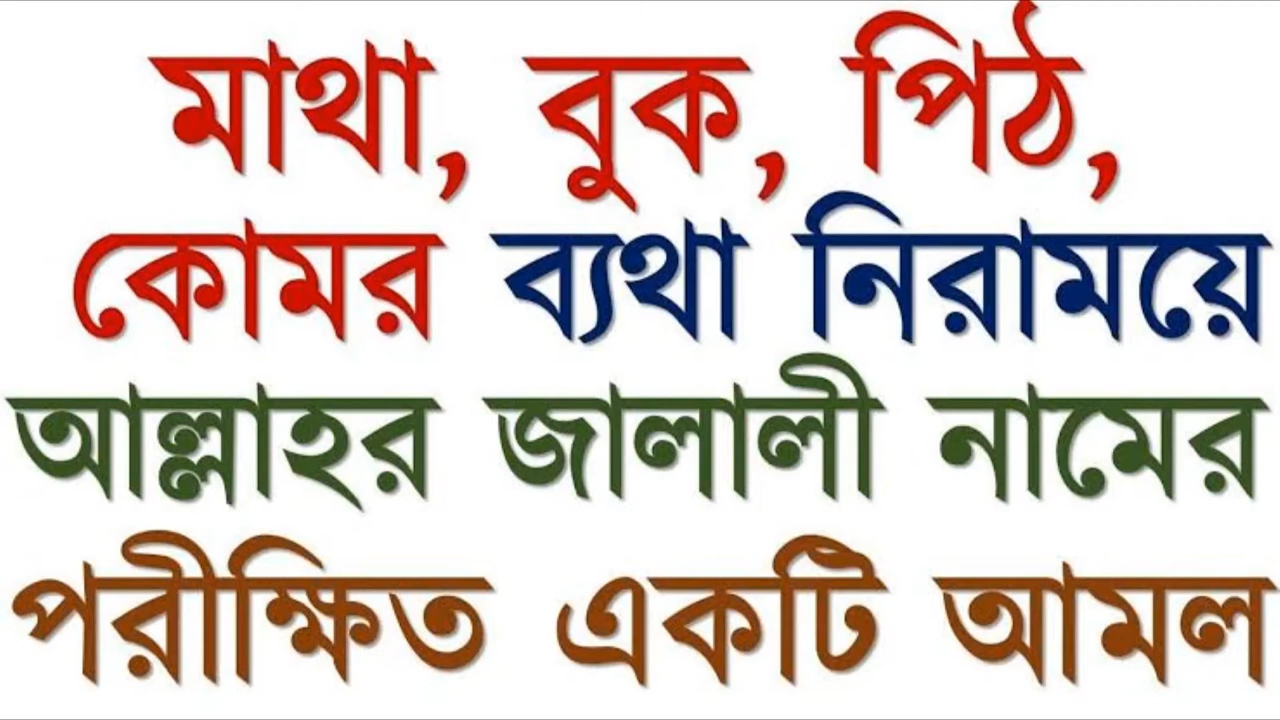 মাথা, বুক, পিঠ,
কোমর ব্যথা নিরাময়ে
আল্লাহর জালালী নামের
পরীক্ষিত একটি আমল